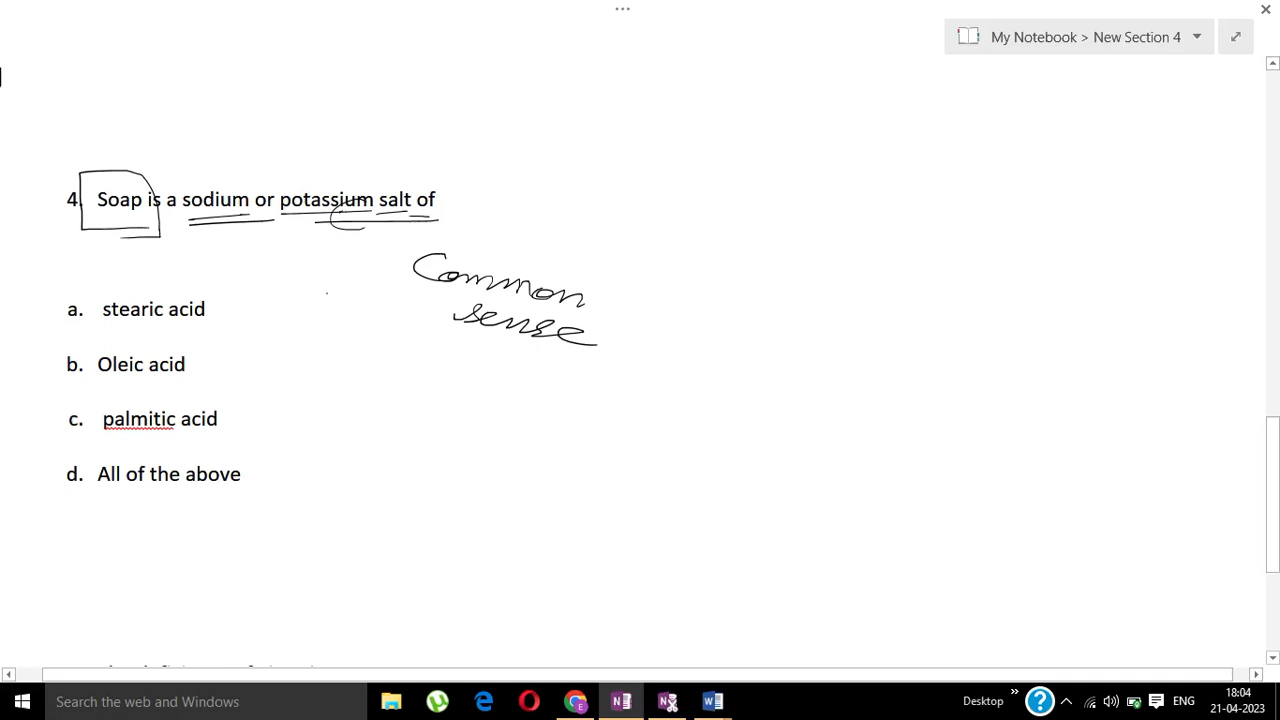 My Notebook > New Section 4
4. Soap is a sodium or potassium salt of
Common
sense
a. stearic acid
b. Oleic acid
c. palmitic acid
d. All of the above
Search the web and Windows
Desktop
ENG
18:04
21-04-2023